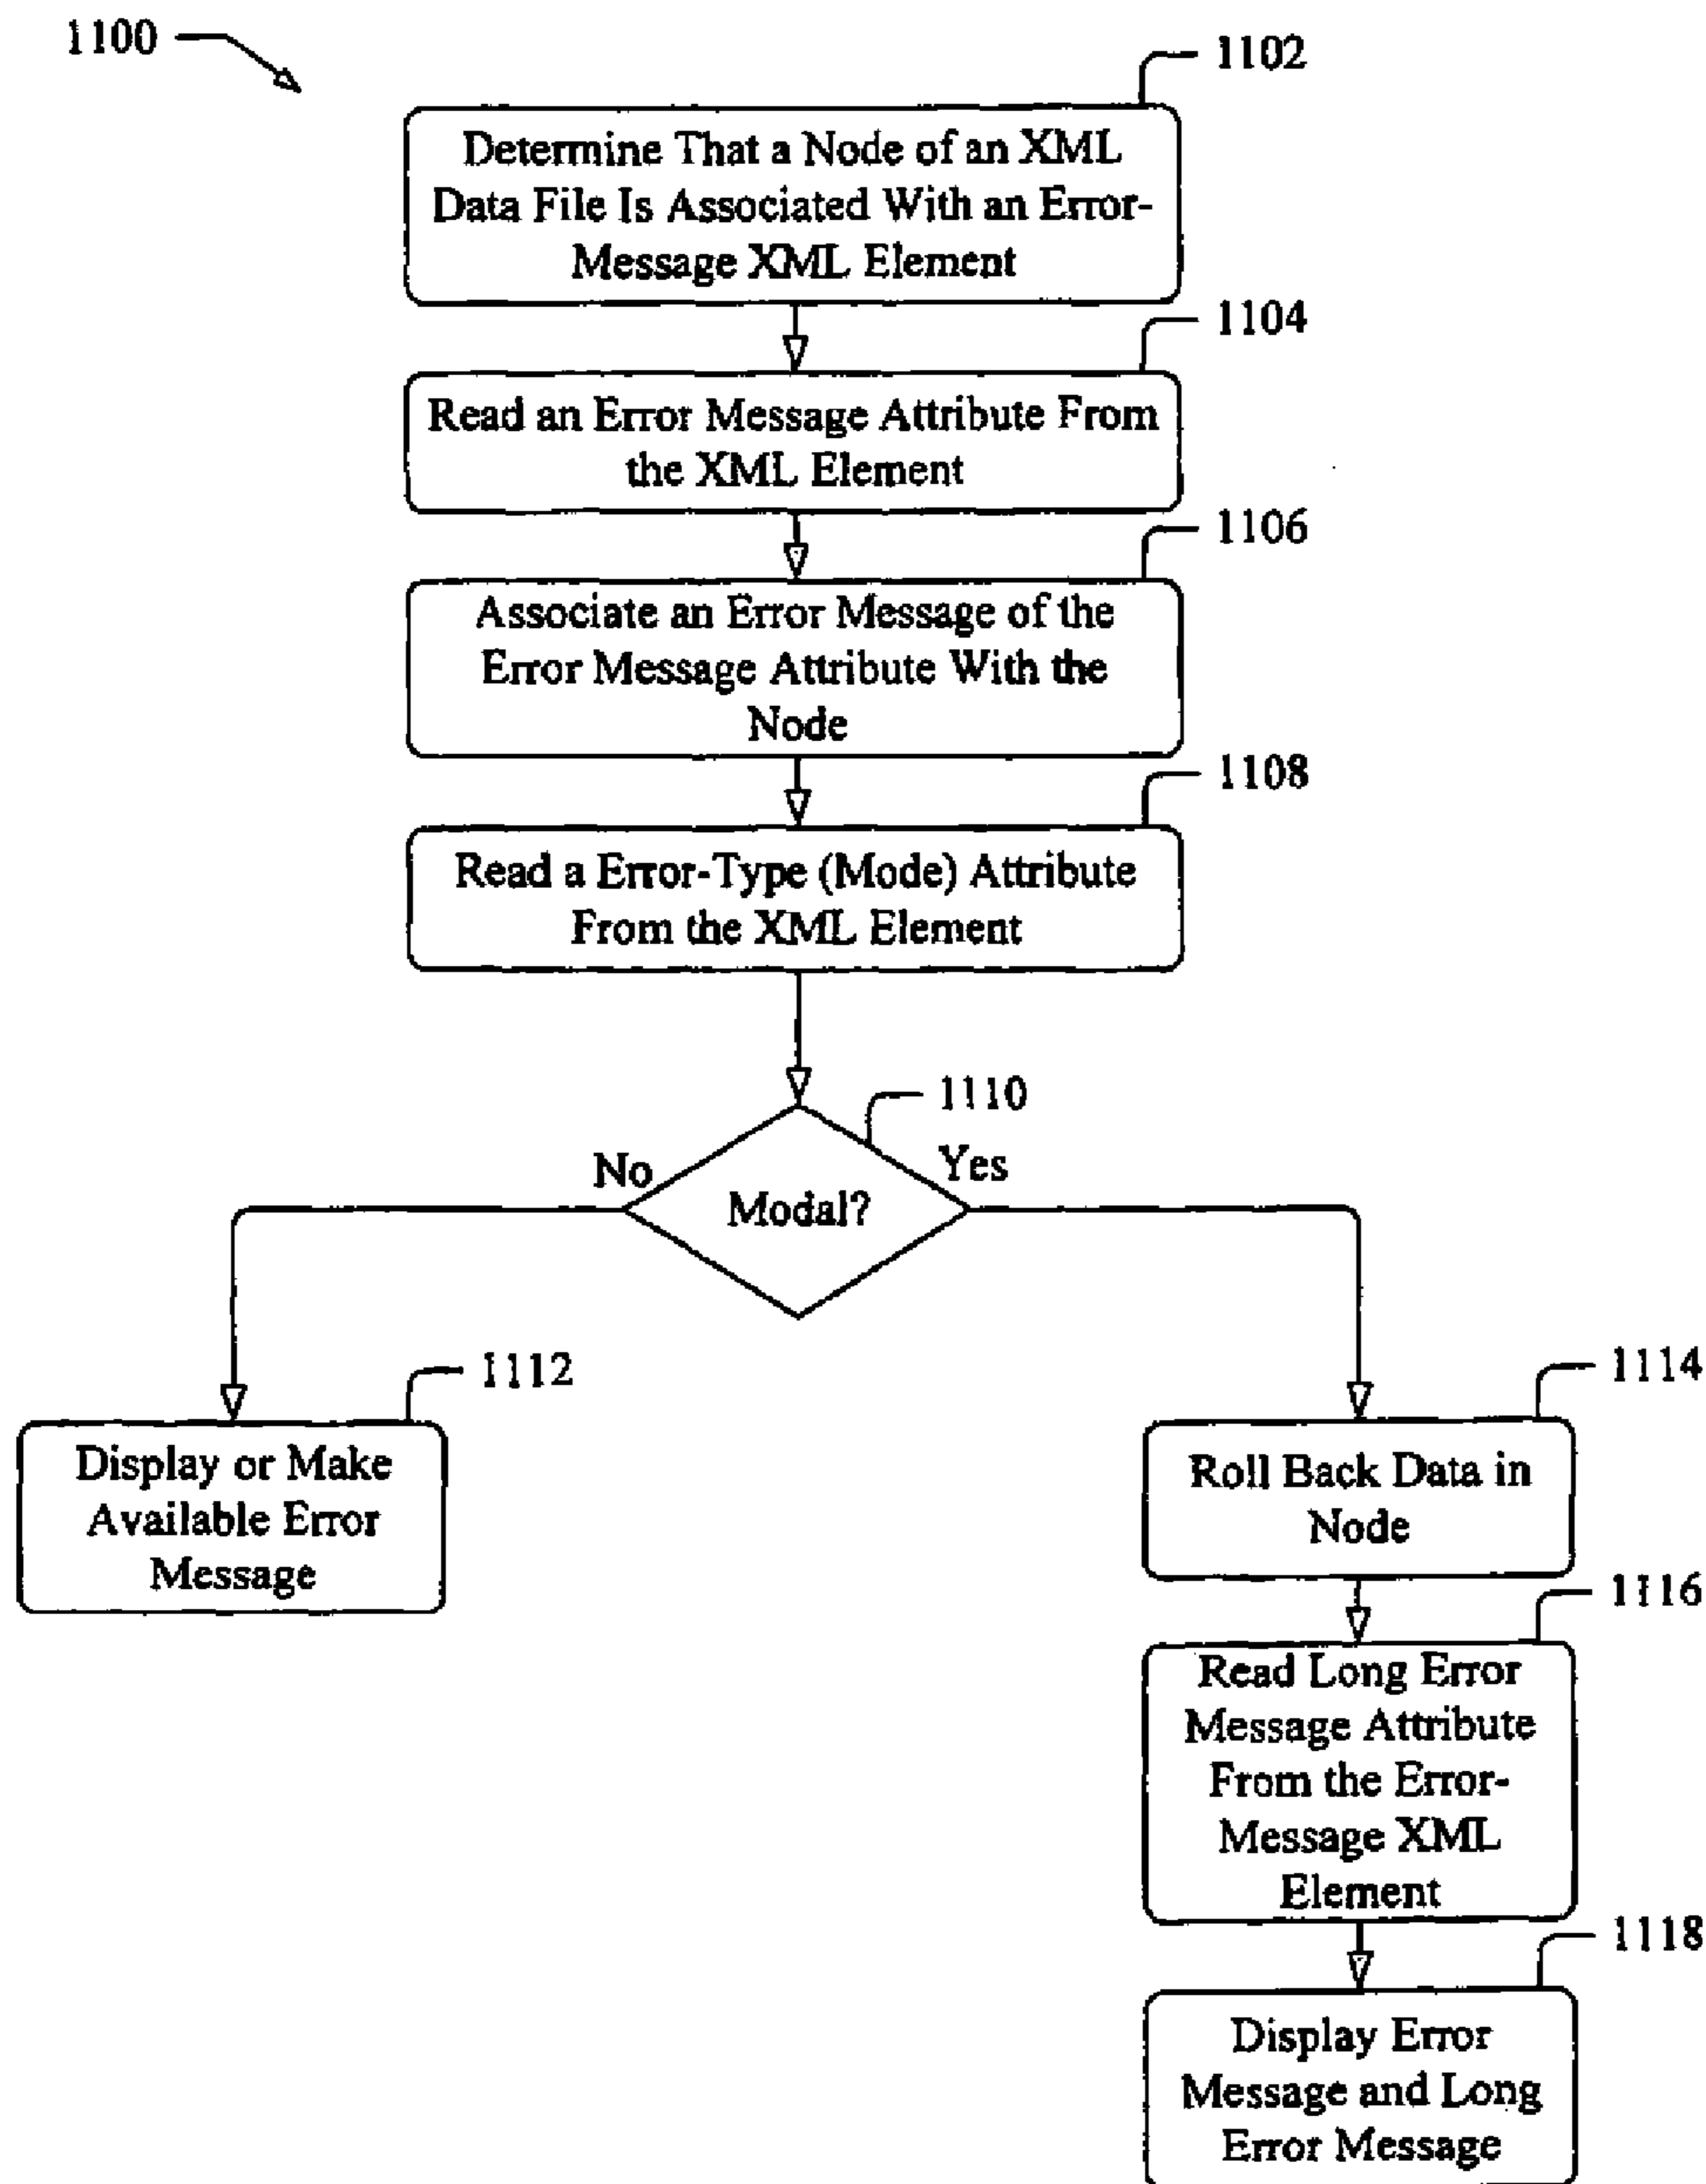 1100
1102
Determine That a Node of an XML
Data File Is Associated With an Error-
Message XML Element
1104
Read an Error Message Attribute From
the XML Element
1106
Associate an Error Message of the
Error Message Attribute With the
Node
1108
Read a Error-Type (Mode) Attribute
From the XML Element
1110
No
Yes
Modal?
1112
Display or Make
Available Error
Message
1114
Roll Back Data in
Node
1116
Read Long Error
Message Attribute
From the Error-
Message XML
Element
1118
Display Error
Message and Long
Error Message